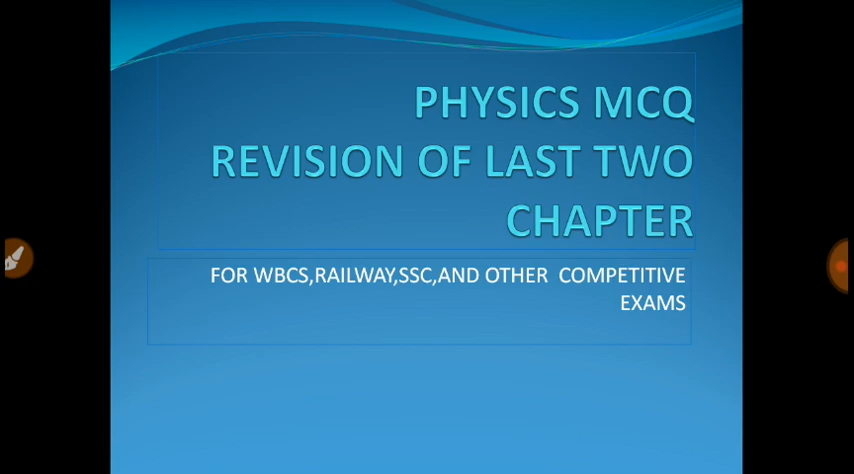 PHYSICS MCQ
REVISION OF LAST TWO
CHAPTER
FOR WBCS,RAILWAY,SSC,AND OTHER COMPETITIVE
EXAMS